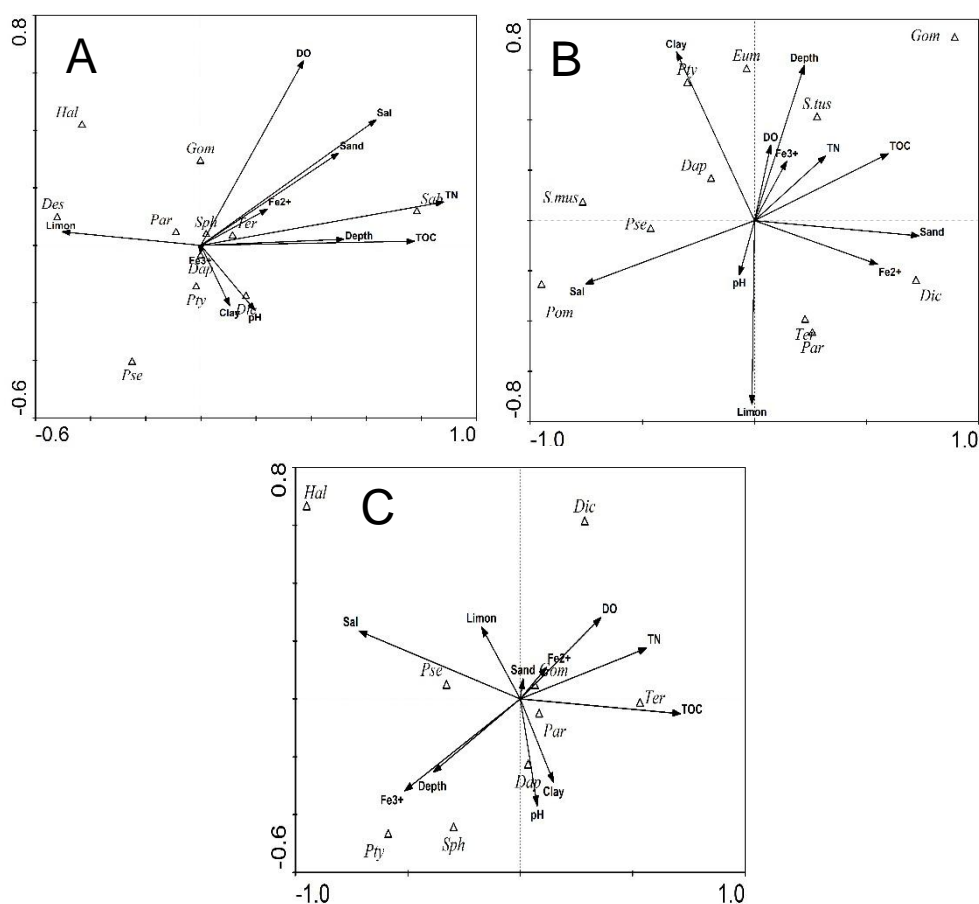 0.8
A
DO
Hal
Sal
Gom
Sand
TN
Des
Fe2+
Sab
Par
Sph
Ter
Limon
Depth
TOC
Fe3+
Dap
Pty
Clay
pH
Pse
-0.6
-0.6
1.0
0.8
Gom
Clay
Eum
B
Depth
Pty
S.tus
DO
Fe3+
TN
TOC
Dap
S.mus
Pse
Sand
Fe2+
pH
Sal
Dic
Pom
Ter
Par
-0.8
Limon
-1.0
1.0
0.8
Hal
C
Dic
DO
Sal
Limon
TN
Fe2+
Sand
Gom
Pse
Ter
TOC
Par
Dap
Depth
Clay
Fe3+
pH
Pty
Sph
-0.6
-1.0
1.0